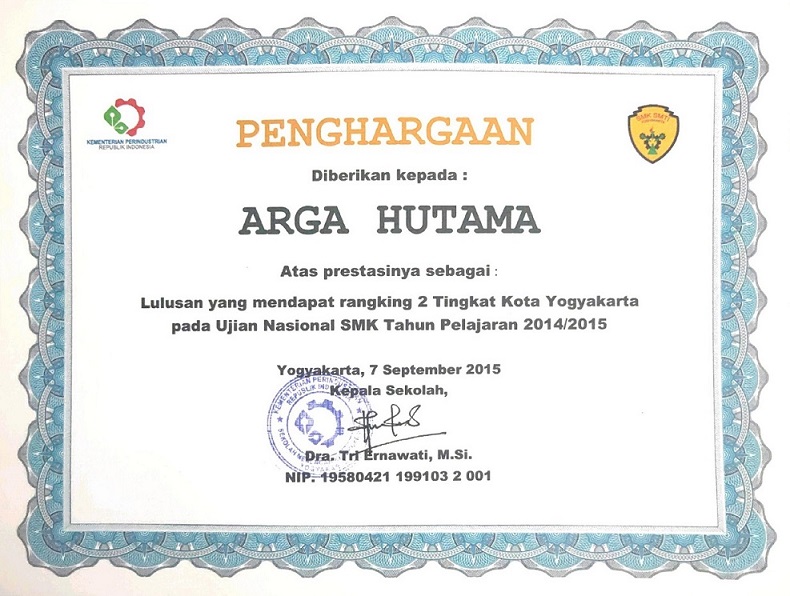 KEMENTERIAN PERINDUSTRIAN
REPUBLIK INDONESIA
SMK SMTI
PENGHARGAAN
Diberikan kepada :
ARGA HUTAMA
Atas prestasinya sebagai :
Lulusan yang mendapat rangking 2 Tingkat Kota Yogyakarta
pada Ujian Nasional SMK Tahun Pelajaran 2014/2015
Yogyakarta, 7 September 2015
Kepala Sekolah,
KEMENTERIAN PERINDUSTRIAN
REPUBLIK INDONESIA
SEKOLAH
YOGYAKARTA
Dra. Tri Ernawati, M.Si.
NIP. 19580421 199103 2 001